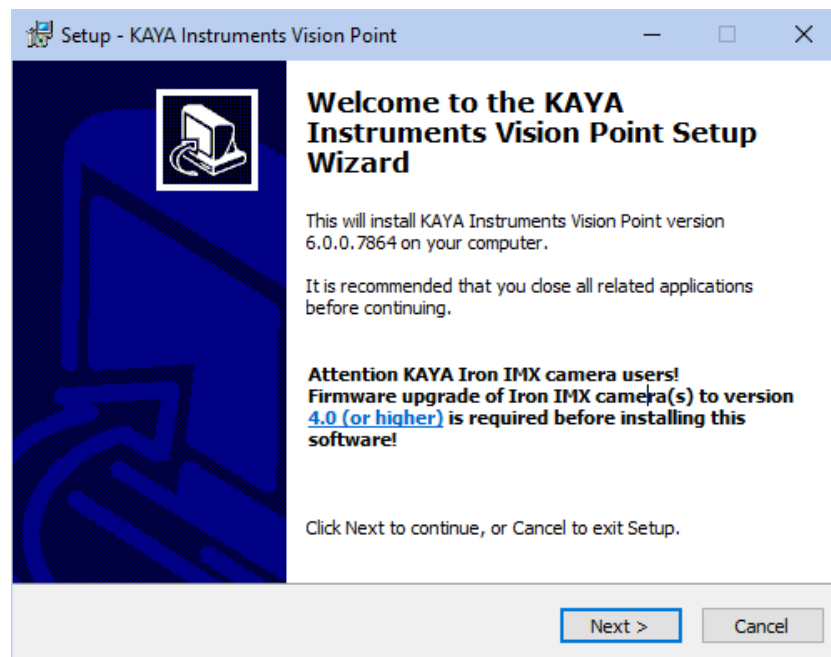 Setup - KAYA Instruments Vision Point
Welcome to the KAYA
Instruments Vision Point Setup
Wizard
This will install KAYA Instruments Vision Point version
6.0.0.7864 on your computer.
It is recommended that you close all related applications
before continuing.
Attention KAYA Iron IMX camera users!
Firmware upgrade of Iron IMX camera(s) to version
4.0 (or higher) is required before installing this
software!
Click Next to continue, or Cancel to exit Setup.
Next >
Cancel